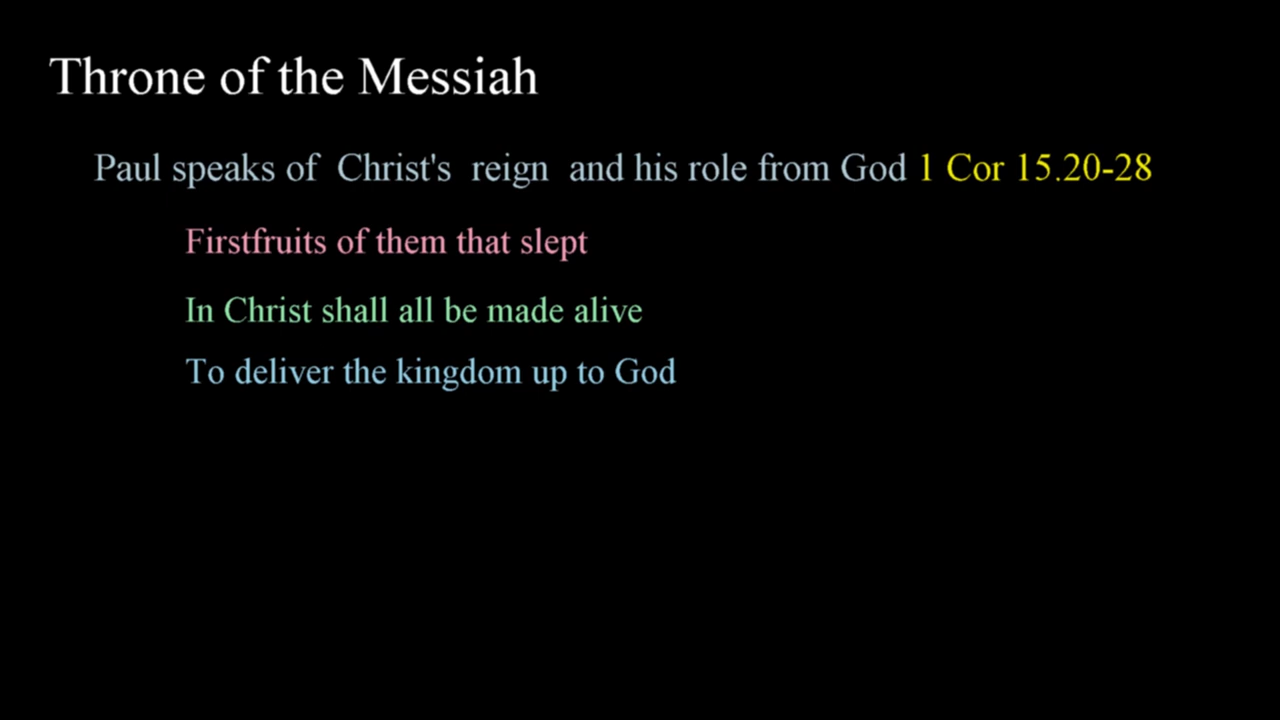 Throne of the Messiah
Paul speaks of Christ's reign and his role from God 1 Cor 15.20-28
Firstfruits of them that slept
In Christ shall all be made alive
To deliver the kingdom up to God